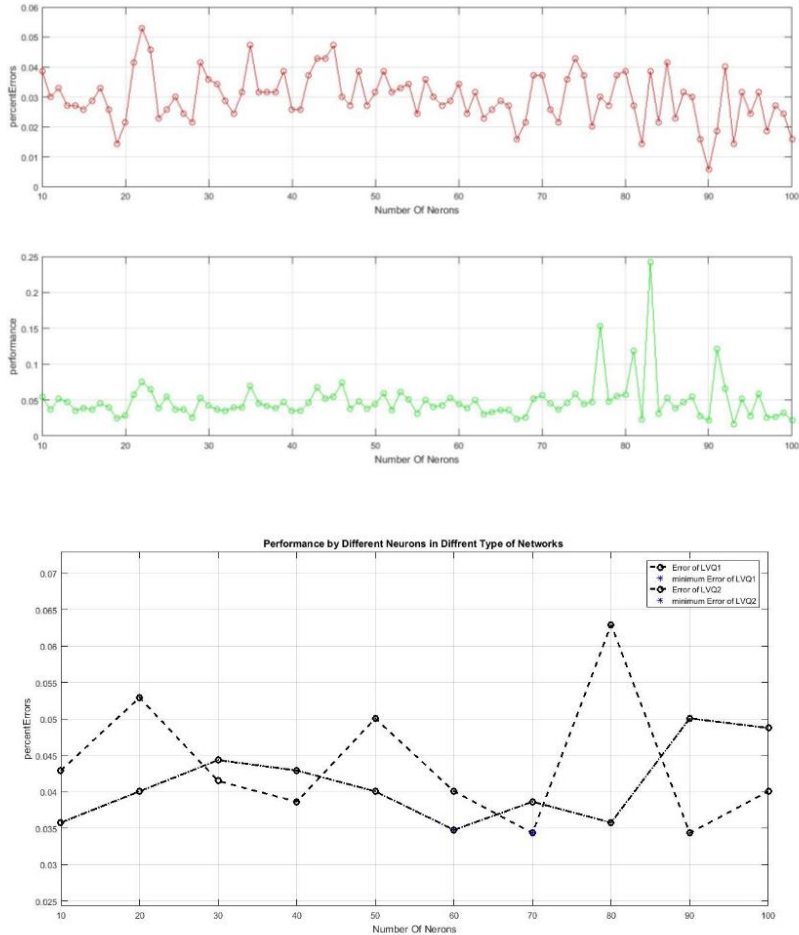 0.06
0.05
0.04
0.03
0.02
0.01
0
percentErrors
10 20 30 40 50 60 70 80 90 100
Number Of Nerons
0.25
0.2
0.15
0.1
0.05
0
performance
10 20 30 40 50 60 70 80 90 100
Number Of Nerons
Performance by Different Neurons in Diffrent Type of Networks
Error of LVQ1
minimum Error of LVQ1
Error of LVQ2
minimum Error of LVQ2
0.07
0.065
0.06
0.055
0.05
0.045
0.04
0.035
0.03
0.025
percentErrors
10 20 30 40 50 60 70 80 90 100
Number Of Nerons